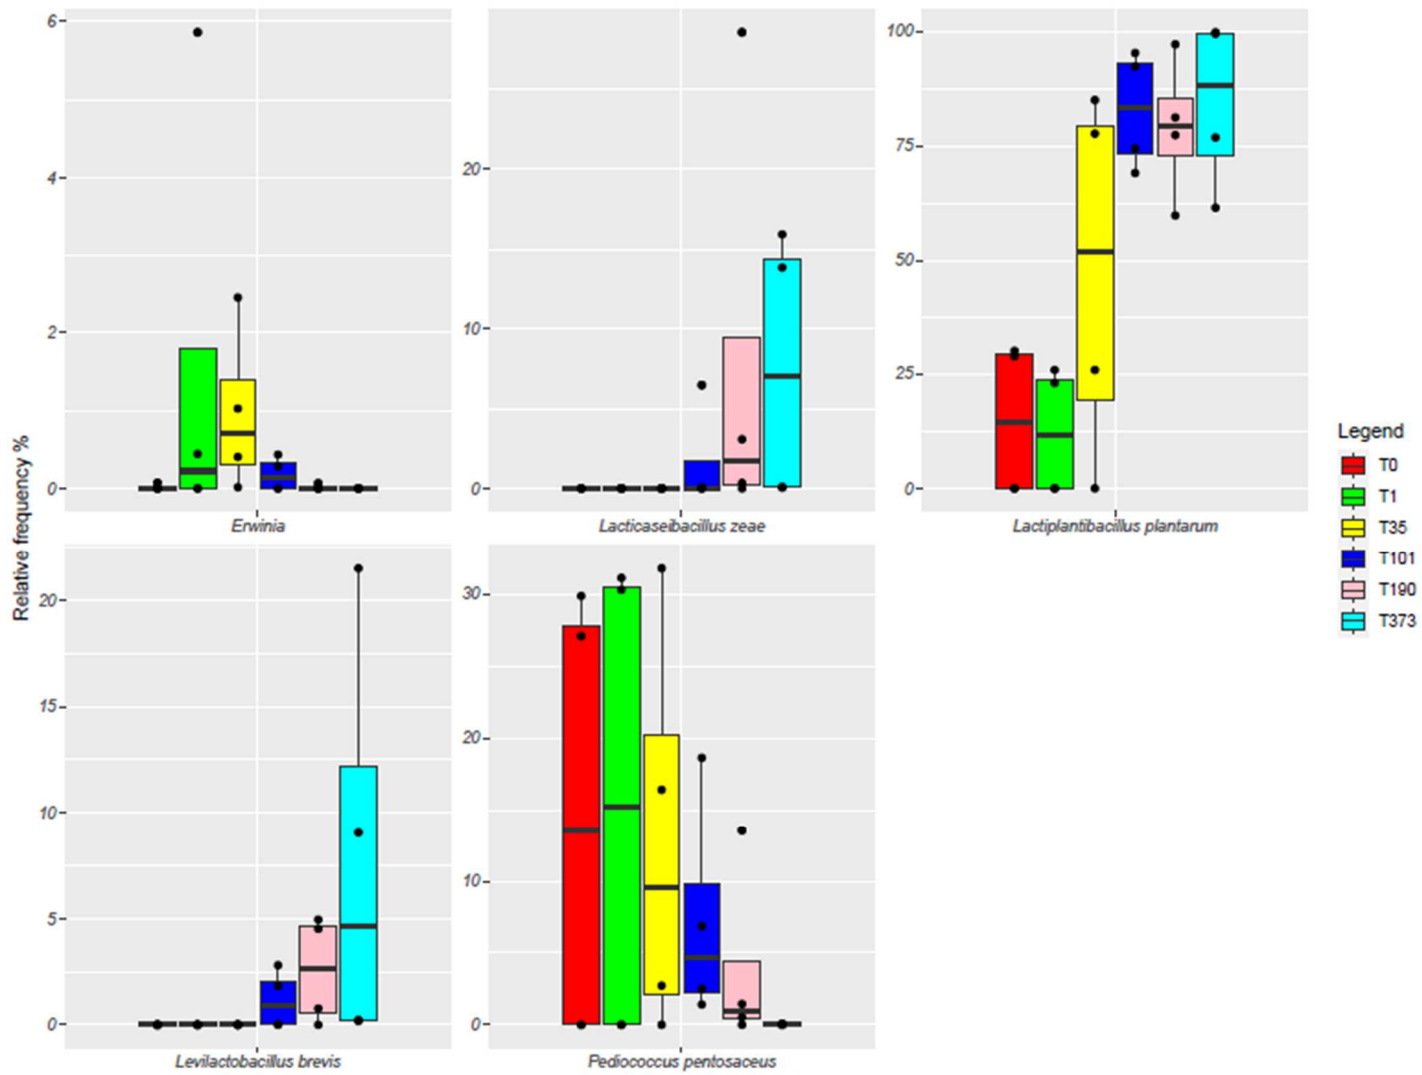 Relative frequency %
6
4
2
0
Erwinia
20
10
0
Lacticaseibacillus zeae
100
75
50
25
0
Lactiplantibacillus plantarum
20
15
10
5
0
Levilactobacillus brevis
30
20
10
0
Pediococcus pentosaceus
Legend
T0
T1
T35
T101
T190
T373